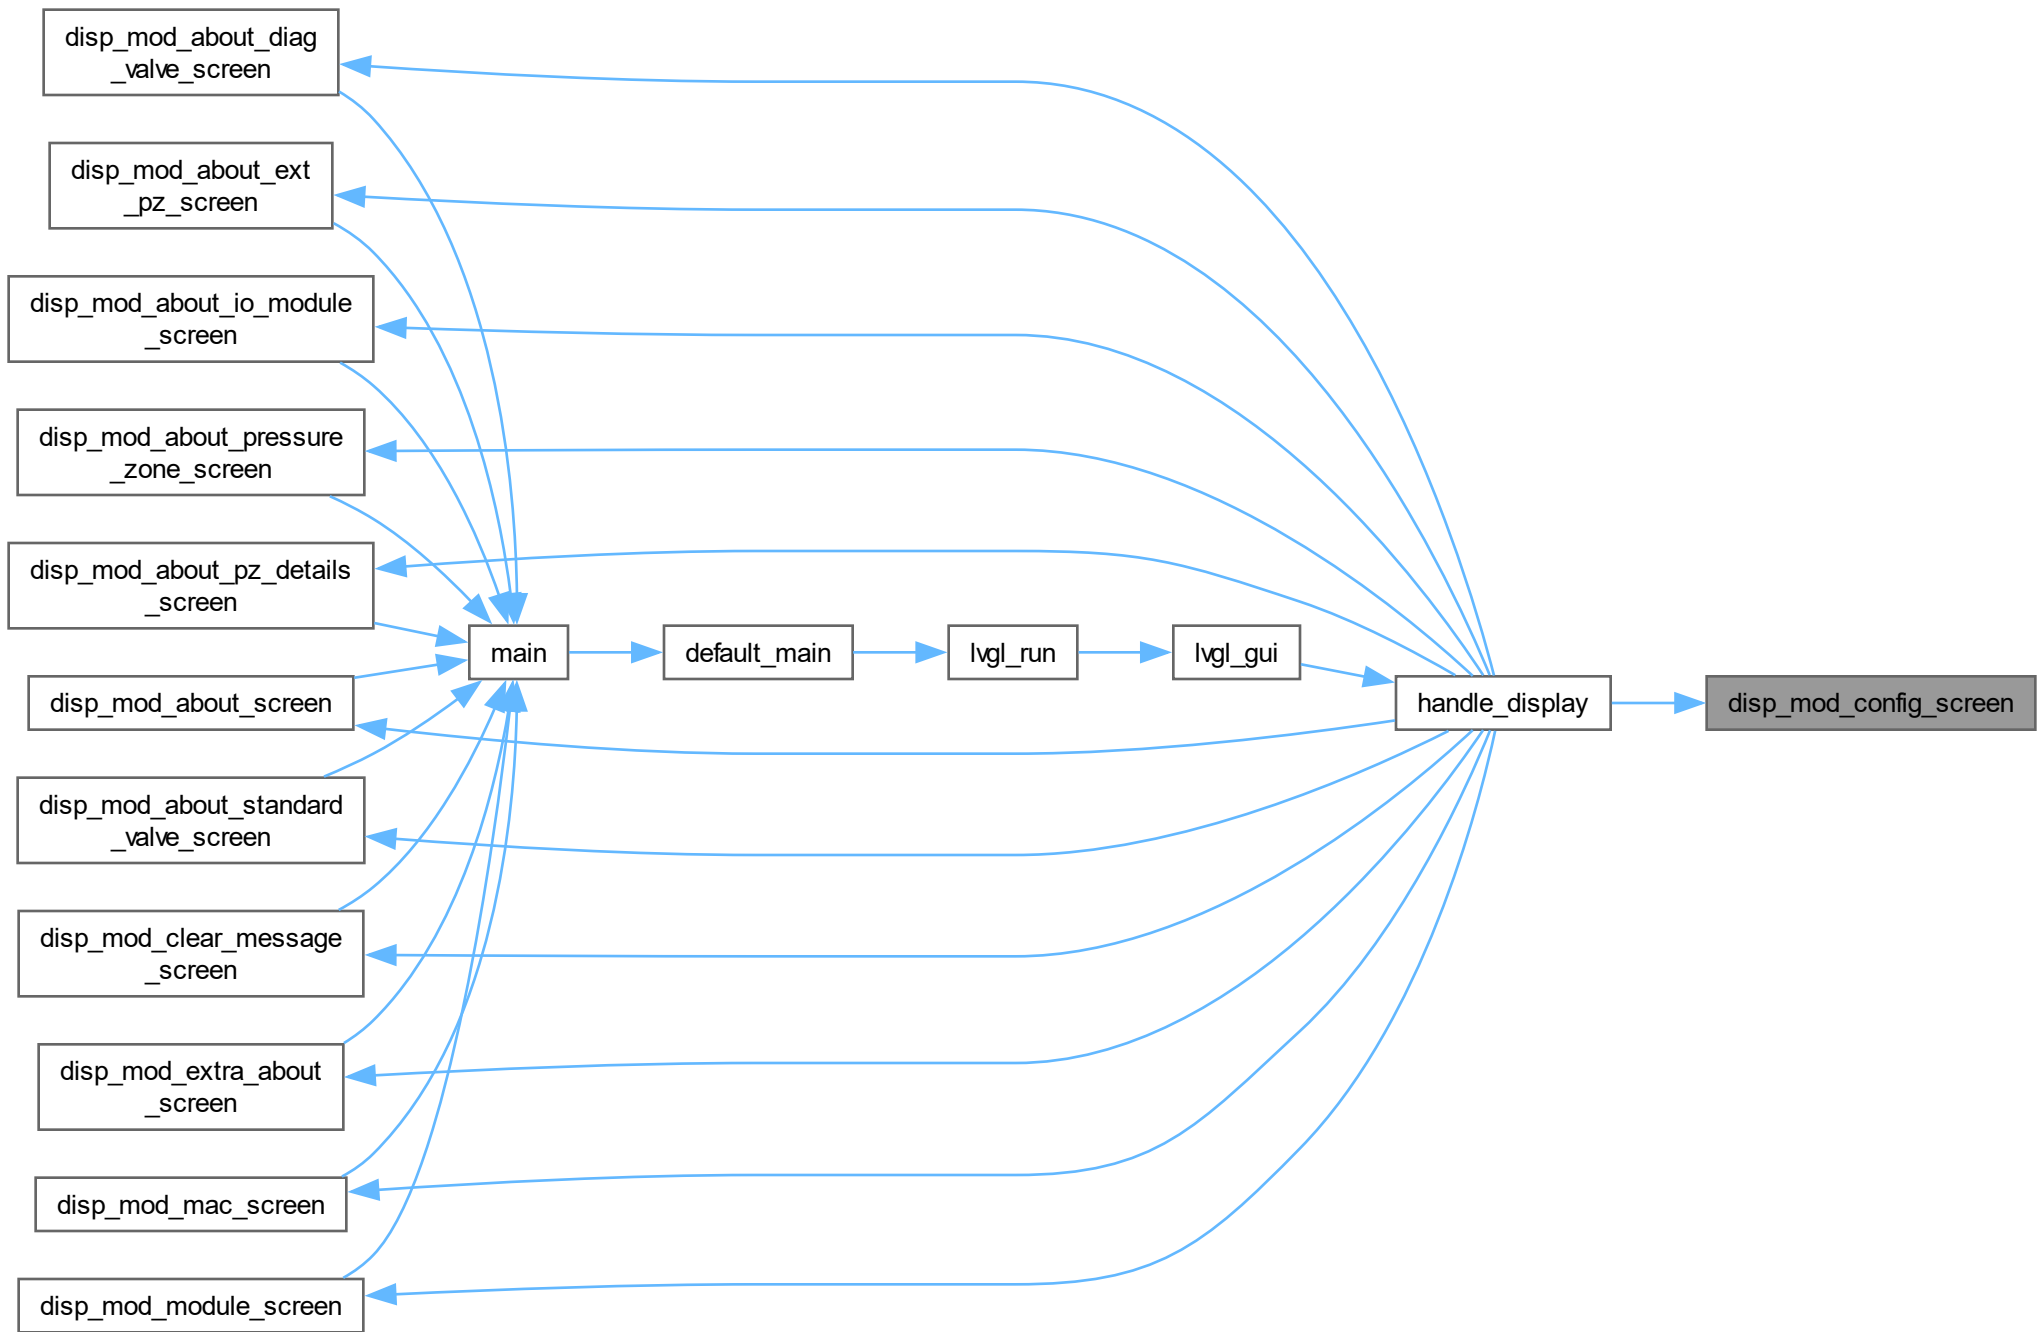 disp_mod_about_diag
_valve_screen
disp_mod_about_ext
_pz_screen
disp_mod_about_io_module
_screen
disp_mod_about_pressure
_zone_screen
disp_mod_about_pz_details
_screen
disp_mod_about_screen
disp_mod_about_standard
_valve_screen
disp_mod_clear_message
_screen
disp_mod_extra_about
_screen
disp_mod_mac_screen
disp_mod_module_screen
main
default_main
lvgl_run
lvgl_gui
handle_display
disp_mod_config_screen